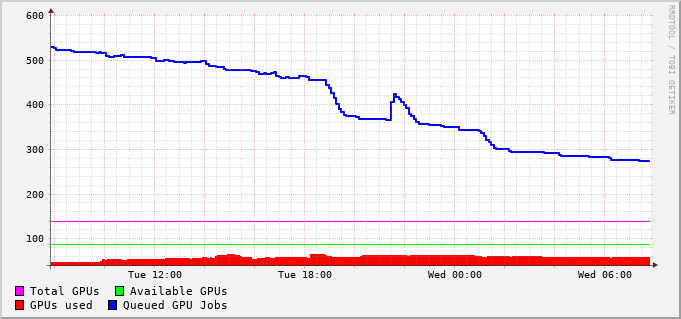 RRDTOOL / TOBI OETIKER
600
500
400
300
200
100
Tue 12:00 Tue 18:00 Wed 00:00 Wed 06:00
Total GPUs Available GPUs
GPUs used Queued GPU Jobs